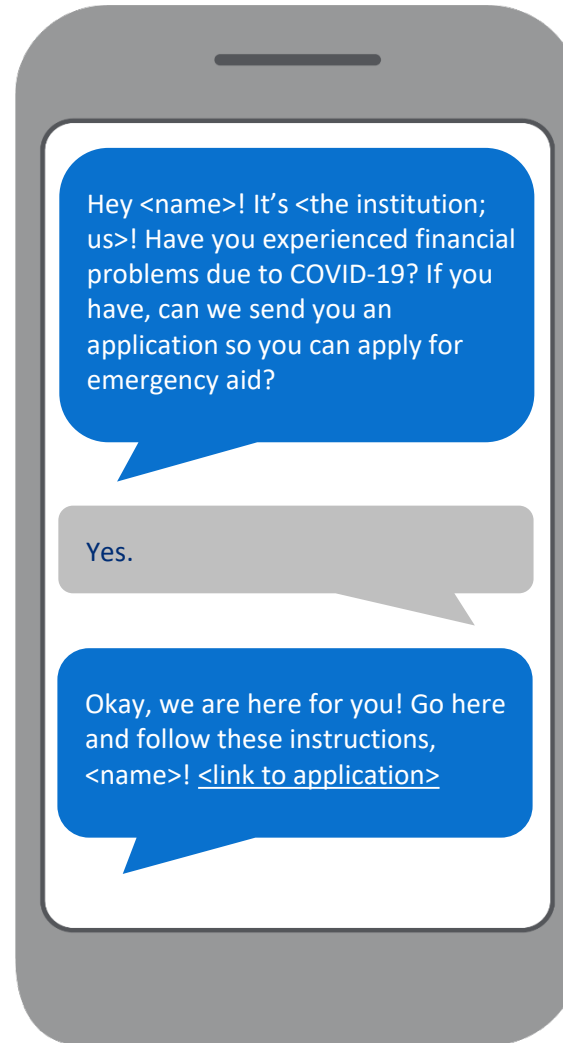 Hey <name>! It’s <the institution;
us>! Have you experienced financial
problems due to COVID-19? If you
have, can we send you an
application so you can apply for
emergency aid?
Yes.
Okay, we are here for you! Go here
and follow these instructions,
<name>! <link to application>